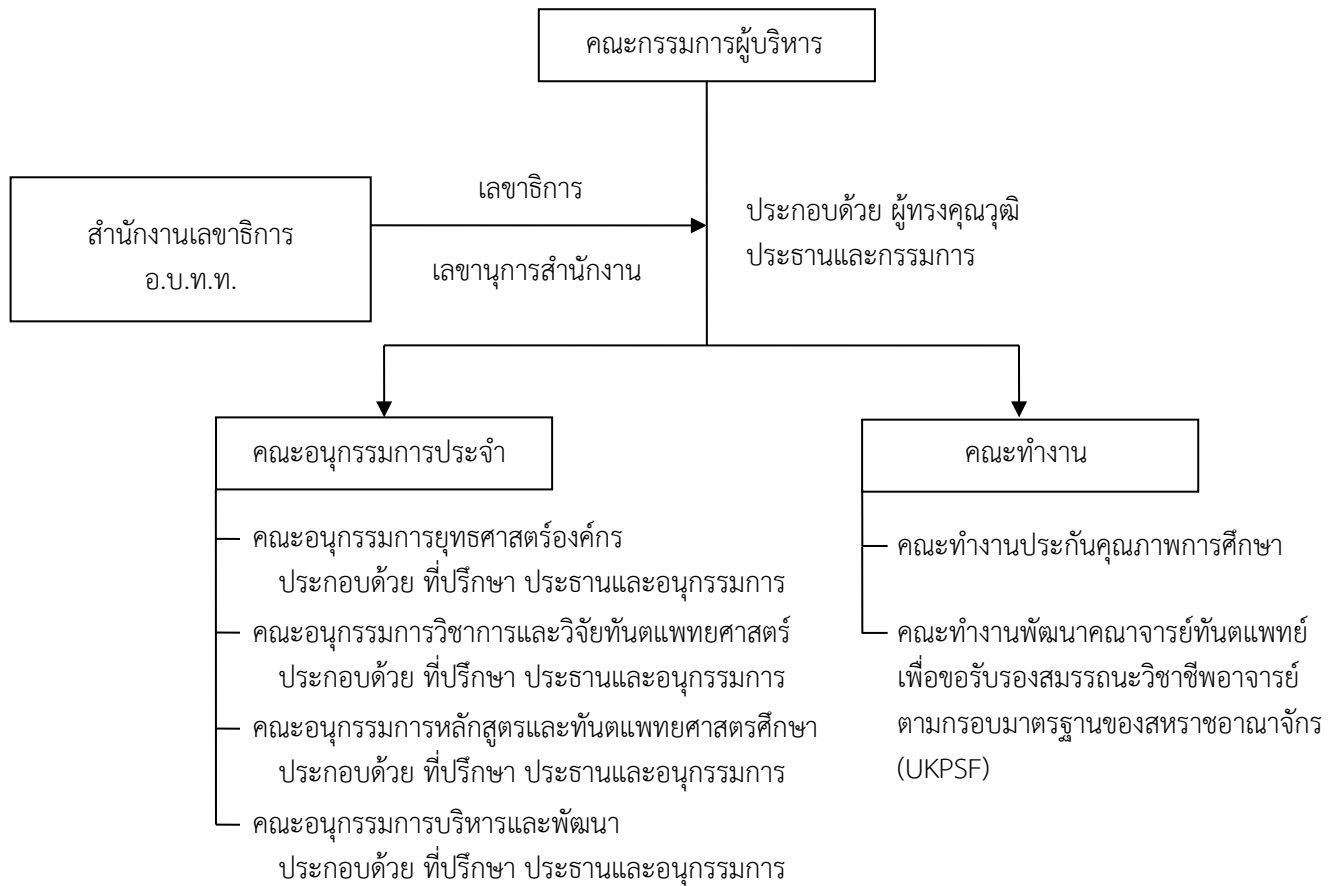 คณะกรรมการผู้บริหาร
สำนักงานเลขาธิการ
อ.บ.ท.ท.
เลขาธิการ
เลขานุการสำนักงาน
ประกอบด้วย ผู้ทรงคุณวุฒิ
ประธานและกรรมการ
คณะอนุกรรมการประจำ
คณะอนุกรรมการยุทธศาสตร์องค์กร
ประกอบด้วย ที่ปรึกษา ประธานและอนุกรรมการ
คณะอนุกรรมการวิชาการและวิจัยทันตแพทยศาสตร์
ประกอบด้วย ที่ปรึกษา ประธานและอนุกรรมการ
คณะอนุกรรมการหลักสูตรและทันตแพทยศาสตรศึกษา
ประกอบด้วย ที่ปรึกษา ประธานและอนุกรรมการ
คณะอนุกรรมการบริหารและพัฒนา
ประกอบด้วย ที่ปรึกษา ประธานและอนุกรรมการ
คณะทำงาน
คณะทำงานประกันคุณภาพการศึกษา
คณะทำงานพัฒนาคณาจารย์ทันตแพทย์
เพื่อขอรับรองสมรรถนะวิชาชีพอาจารย์
ตามกรอบมาตรฐานของสหราชอาณาจักร
(UKPSF)